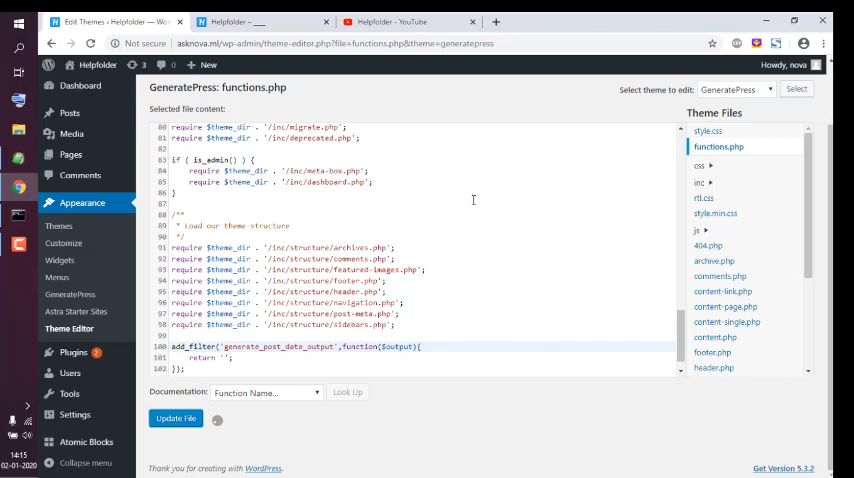 Edit Themes ‹ Helpfolder — Wo
Helpfolder – ____
Helpfolder - YouTube
Not secure
asknova.ml/wp-admin/theme-editor.php?file=functions.php&theme=generatepress
Helpfolder
3
0
New
Howdy, nova
Dashboard
Posts
Media
Pages
Comments
Appearance
Themes
Customize
Widgets
Menus
GeneratePress
Astra Starter Sites
Theme Editor
Plugins 2
Users
Tools
Settings
Atomic Blocks
Collapse menu
14:15
02-01-2020
GeneratePress: functions.php
Select theme to edit:
GeneratePress
Select
Selected file content:
80 require $theme_dir . '/inc/migrate.php';
81 require $theme_dir . '/inc/deprecated.php';
82
83 if ( is_admin() ) {
84 require $theme_dir . '/inc/meta-box.php';
85 require $theme_dir . '/inc/dashboard.php';
86 }
87
88 /**
89 * Load our theme structure
90 */
91 require $theme_dir . '/inc/structure/archives.php';
92 require $theme_dir . '/inc/structure/comments.php';
93 require $theme_dir . '/inc/structure/featured-images.php';
94 require $theme_dir . '/inc/structure/footer.php';
95 require $theme_dir . '/inc/structure/header.php';
96 require $theme_dir . '/inc/structure/navigation.php';
97 require $theme_dir . '/inc/structure/post-meta.php';
98 require $theme_dir . '/inc/structure/sidebars.php';
99
100 add_filter('generate_post_date_output',function($output){
101 return '';
102 });
Documentation:
Function Name...
Look Up
Update File
Thank you for creating with WordPress.
Get Version 5.3.2
Theme Files
style.css
functions.php
css
inc
rtl.css
style.min.css
js
404.php
archive.php
comments.php
content-link.php
content-page.php
content-single.php
content.php
footer.php
header.php